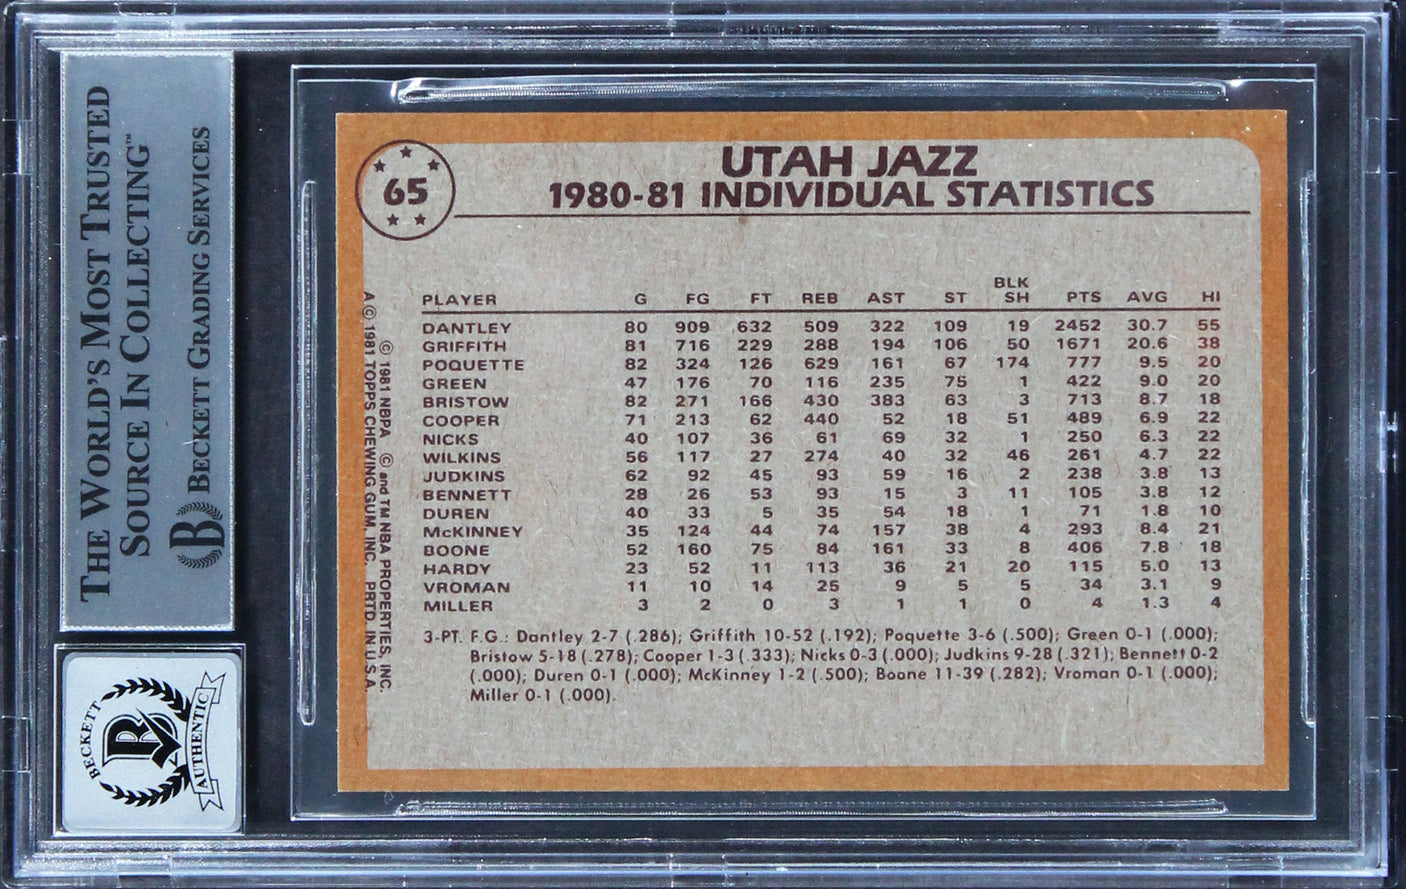 THE WORLD'S MOST TRUSTED
SOURCE IN COLLECTING™
B BECKETT GRADING SERVICES
BECKETT
B
AUTHENTIC
65
UTAH JAZZ
1980-81 INDIVIDUAL STATISTICS
PLAYER G FG FT REB AST ST BLK SH PTS AVG HI
DANTLEY 80 909 632 509 322 109 19 2452 30.7 55
GRIFFITH 81 716 229 288 194 106 50 1671 20.6 38
POQUETTE 82 324 126 629 161 67 174 777 9.5 20
GREEN 47 176 70 116 235 75 1 422 9.0 20
BRISTOW 82 271 166 430 383 63 3 713 8.7 18
COOPER 71 213 62 440 52 18 51 489 6.9 22
NICKS 40 107 36 61 69 32 1 250 6.3 22
WILKINS 56 117 27 274 40 32 46 261 4.7 22
JUDKINS 62 92 45 93 59 16 2 238 3.8 13
BENNETT 28 26 53 93 15 3 11 105 3.8 12
DUREN 40 33 5 35 54 18 1 71 1.8 10
McKINNEY 35 124 44 74 157 38 4 293 8.4 21
BOONE 52 160 75 84 161 33 8 406 7.8 18
HARDY 23 52 11 113 36 21 20 115 5.0 13
VROMAN 11 10 14 25 9 5 5 34 3.1 9
MILLER 3 2 0 3 1 1 0 4 1.3 4
3-PT. F.G.: Dantley 2-7 (.286); Griffith 10-52 (.192); Poquette 3-6 (.500); Green 0-1 (.000);
Bristow 5-18 (.278); Cooper 1-3 (.333); Nicks 0-3 (.000); Judkins 9-28 (.321); Bennett 0-2
(.000); Duren 0-1 (.000); McKinney 1-2 (.500); Boone 11-39 (.282); Vroman 0-1 (.000);
Miller 0-1 (.000).
© 1981 NBPA © and TM NBA PROPERTIES, INC.
A © 1981 TOPPS CHEWING GUM, INC. PRTD. IN U.S.A.